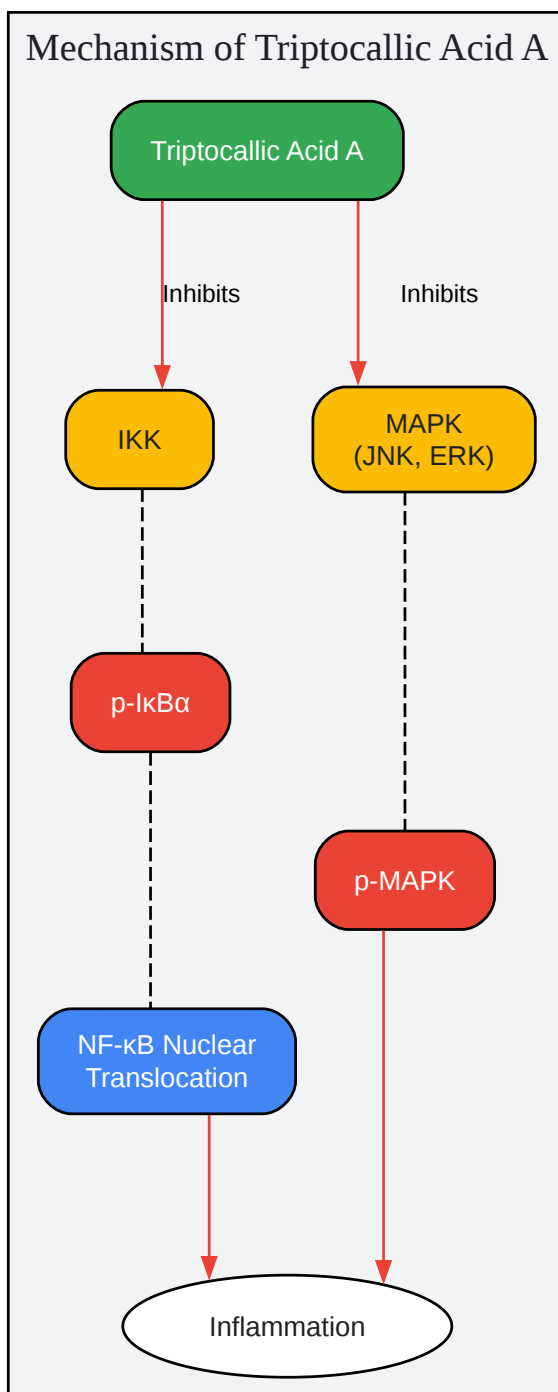 Mechanism of Triptocallic Acid A
Triptocallic Acid A
Inhibits
Inhibits
IKK
MAPK
(JNK, ERK)
p-IκBα
p-MAPK
NF-κB Nuclear
Translocation
Inflammation